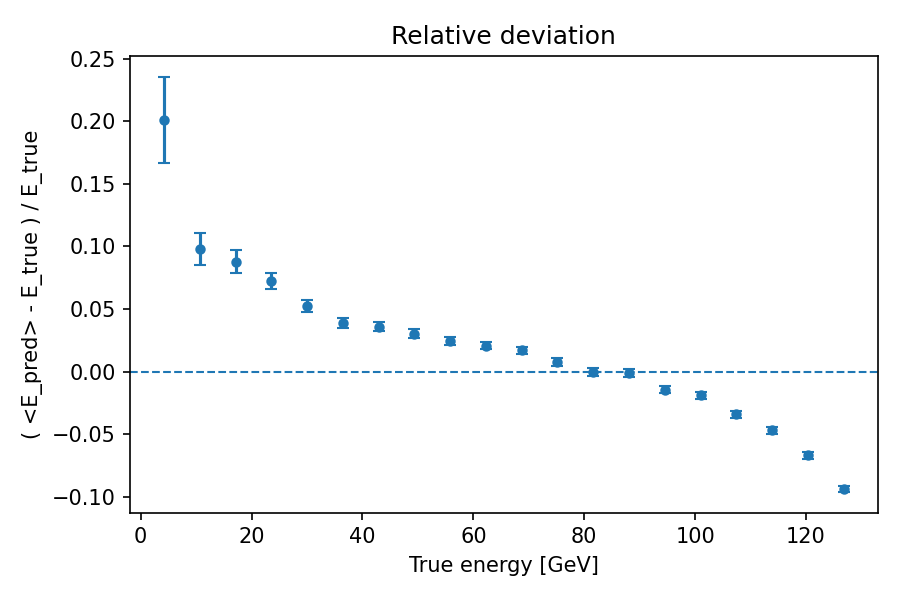 Relative deviation
( <E_pred> - E_true ) / E_true
0.25
0.20
0.15
0.10
0.05
0.00
−0.05
−0.10
0 20 40 60 80 100 120
True energy [GeV]